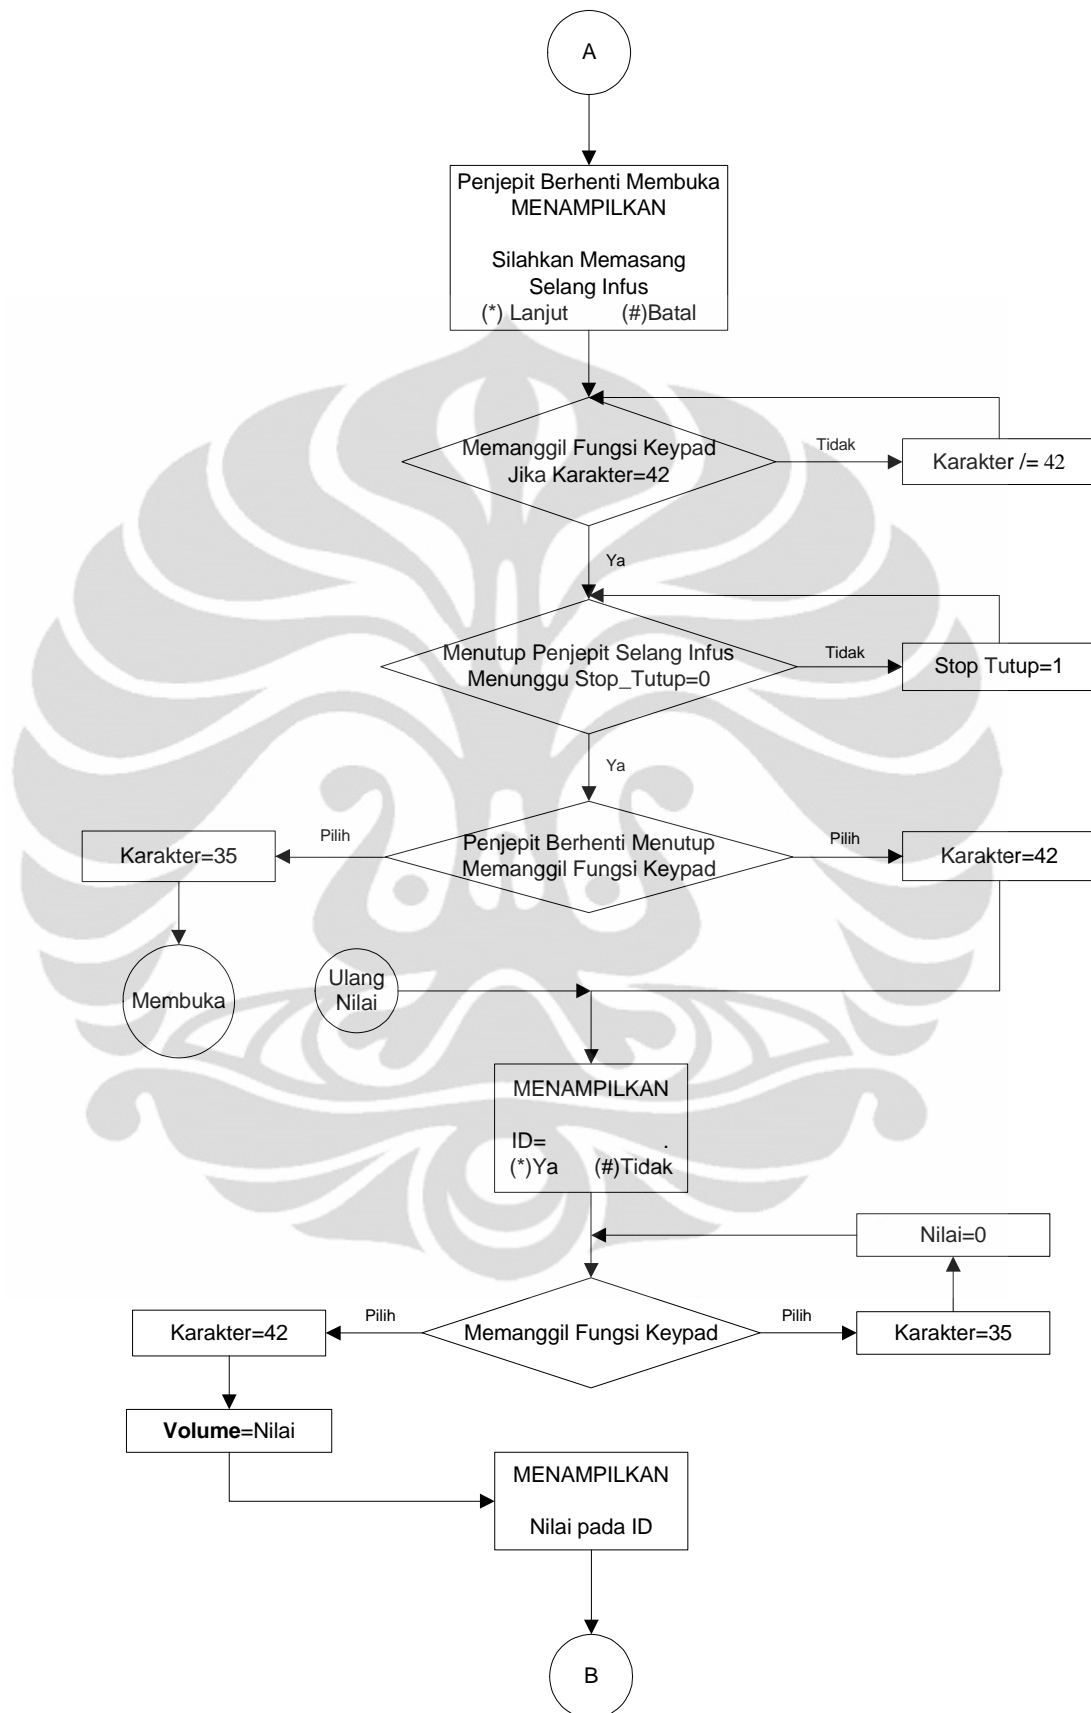 A
Penjepit Berhenti Membuka
MENAMPILKAN
Silahkan Memasang
Selang Infus
(*) Lanjut (#)Batal
Memanggil Fungsi Keypad
Jika Karakter=42
Tidak
Karakter /= 42
Ya
Menutup Penjepit Selang Infus
Menunggu Stop_Tutup=0
Tidak
Stop Tutup=1
Ya
Karakter=35
Pilih
Penjepit Berhenti Menutup
Memanggil Fungsi Keypad
Pilih
Karakter=42
Membuka
Ulang
Nilai
MENAMPILKAN
ID= .
(*)Ya (#)Tidak
Nilai=0
Karakter=42
Pilih
Memanggil Fungsi Keypad
Pilih
Karakter=35
Volume=Nilai
MENAMPILKAN
Nilai pada ID
B